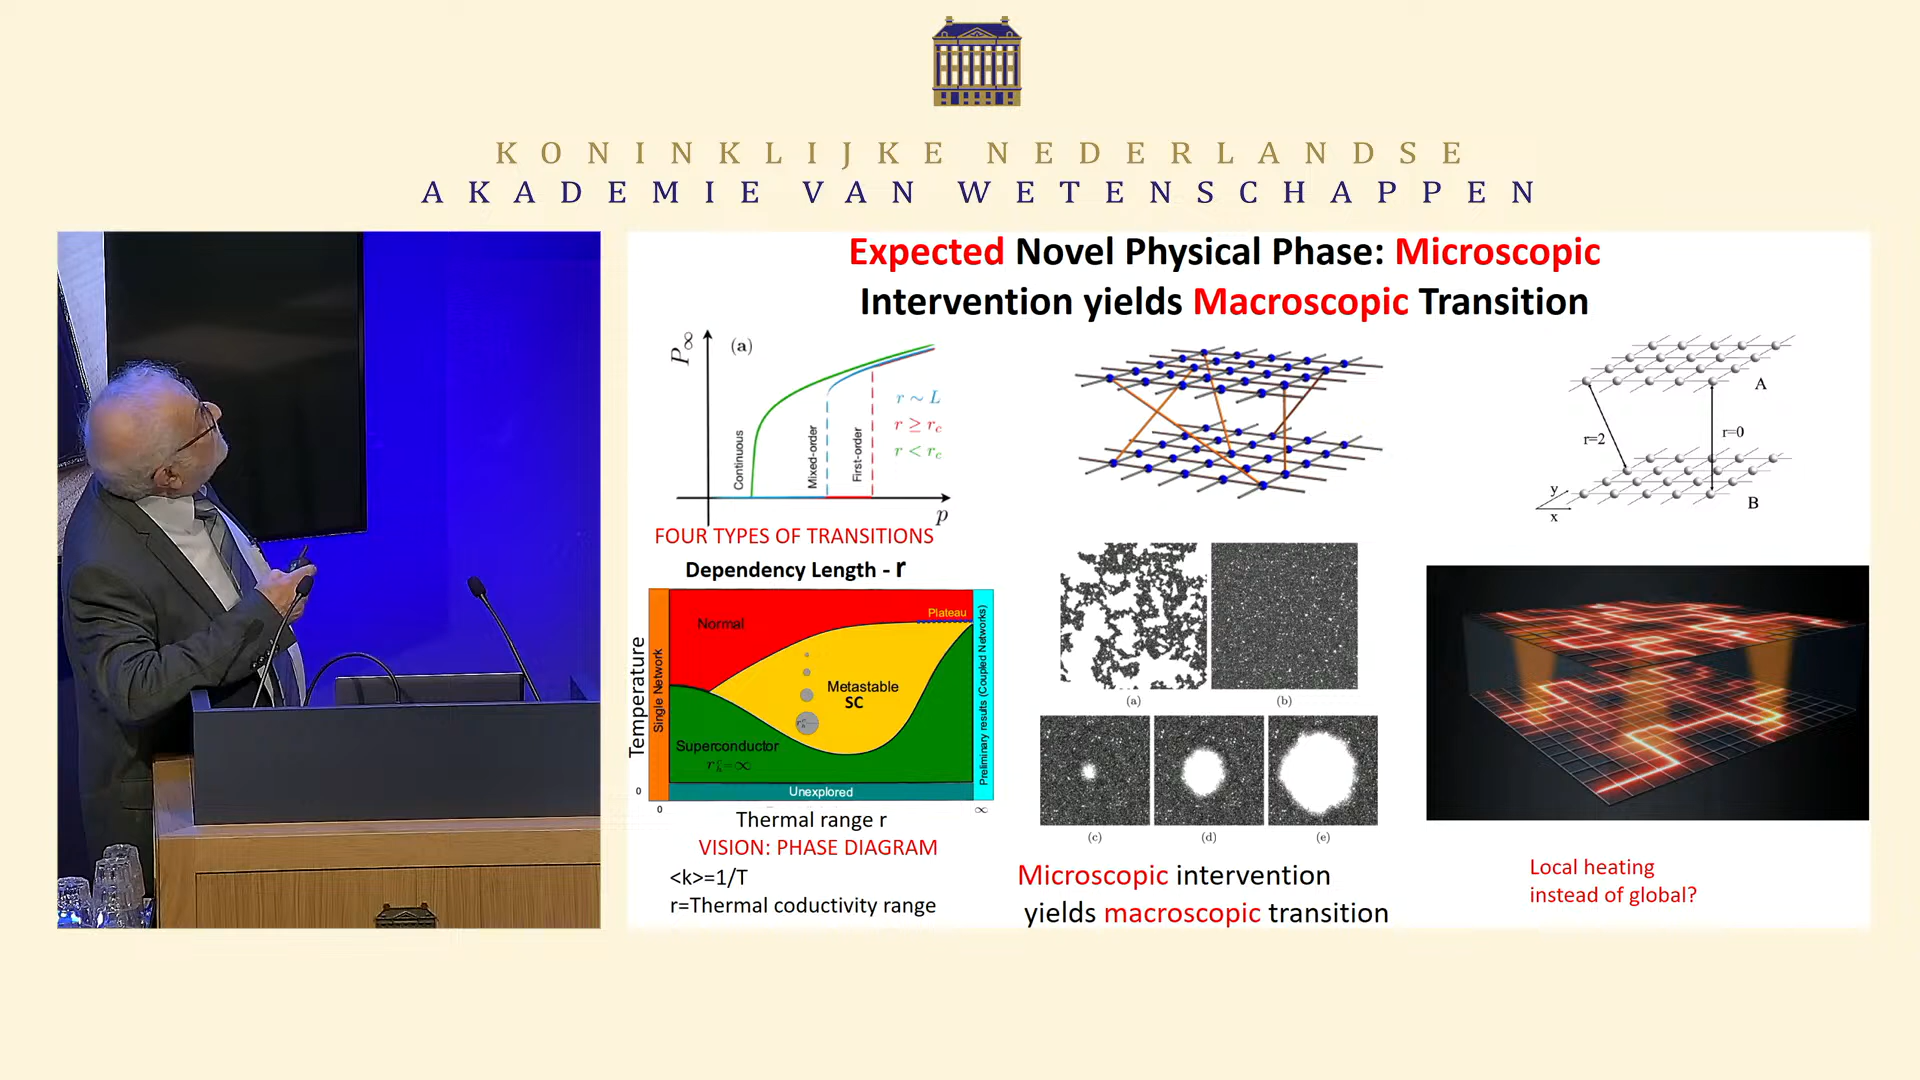 KONINKLIJKE NEDERLANDSE
AKADEMIE VAN WETENSCHAPPEN
Expected Novel Physical Phase: Microscopic
Intervention yields Macroscopic Transition
P∞
(a)
r ~ L
r ≥ rc
r < rc
Continuous
Mixed-order
First-order
p
FOUR TYPES OF TRANSITIONS
Dependency Length - r
Temperature
Single Network
Normal
Plateau
Metastable
SC
Superconductor
Unexplored
Preliminary results (Coupled Networks)
0
0
∞
Thermal range r
VISION: PHASE DIAGRAM
<k>=1/T
r=Thermal coductivity range
(a)
(b)
(c)
(d)
(e)
Microscopic intervention
yields macroscopic transition
A
r=2
r=0
y
x
B
Local heating
instead of global?